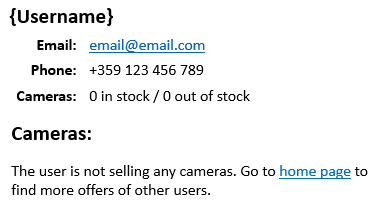 {Username}
Email: email@email.com
Phone: +359 123 456 789
Cameras: 0 in stock / 0 out of stock
Cameras:
The user is not selling any cameras. Go to home page to
find more offers of other users.